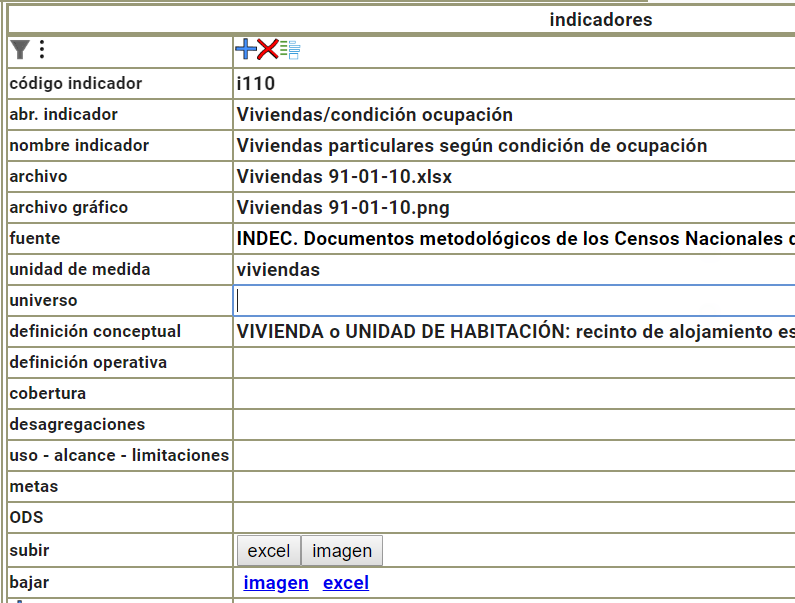 indicadores
código indicador i110
abr. indicador Viviendas/condición ocupación
nombre indicador Viviendas particulares según condición de ocupación
archivo Viviendas 91-01-10.xlsx
archivo gráfico Viviendas 91-01-10.png
fuente INDEC. Documentos metodológicos de los Censos Nacionales
unidad de medida viviendas
universo
definición conceptual VIVIENDA o UNIDAD DE HABITACIÓN: recinto de alojamiento es
definición operativa
cobertura
desagregaciones
uso - alcance - limitaciones
metas
ODS
subir excel imagen
bajar imagen excel